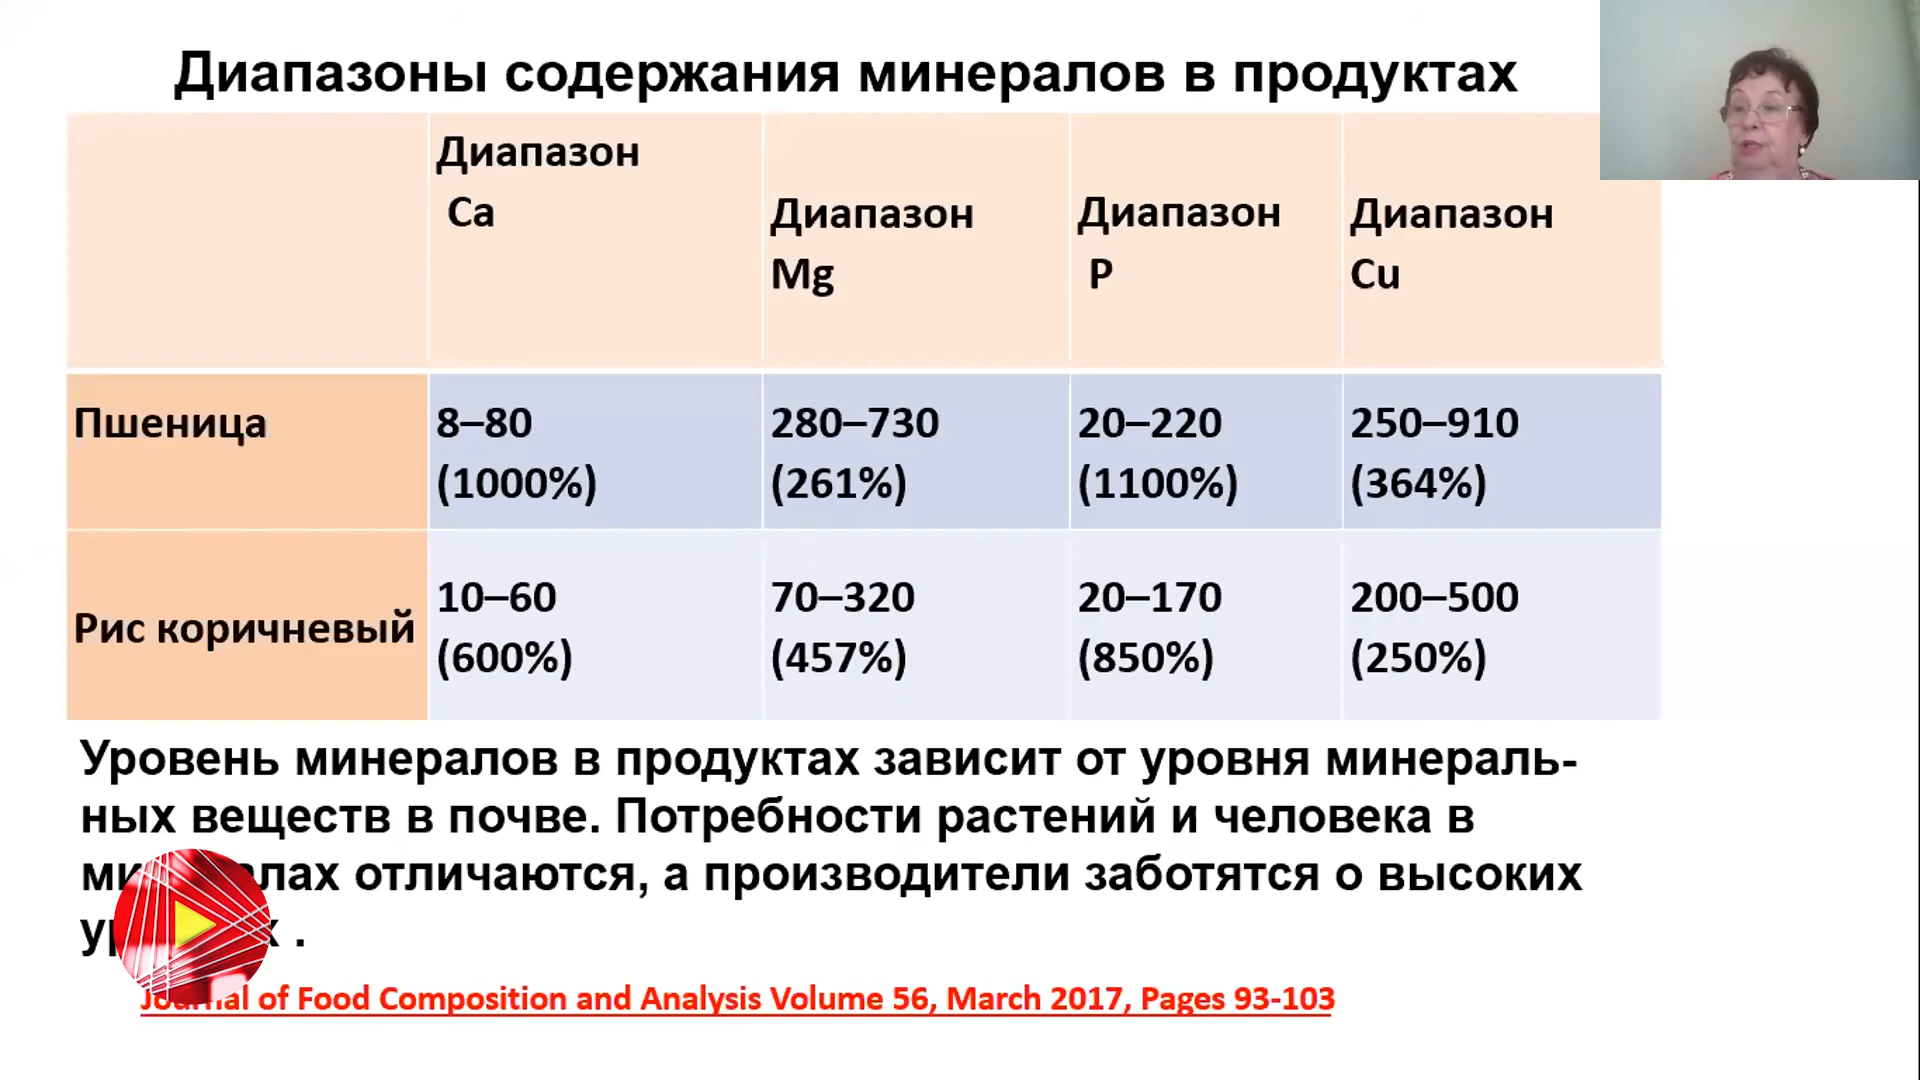 Диапазоны содержания минералов в продуктах
Диапазон
Ca
Диапазон
Mg
Диапазон
P
Диапазон
Cu
Пшеница
8–80
(1000%)
280–730
(261%)
20–220
(1100%)
250–910
(364%)
Рис коричневый
10–60
(600%)
70–320
(457%)
20–170
(850%)
200–500
(250%)
Уровень минералов в продуктах зависит от уровня минераль-
ных веществ в почве. Потребности растений и человека в
отличаются, а производители заботятся о высоких
.
of Food Composition and Analysis Volume 56, March 2017, Pages 93-103